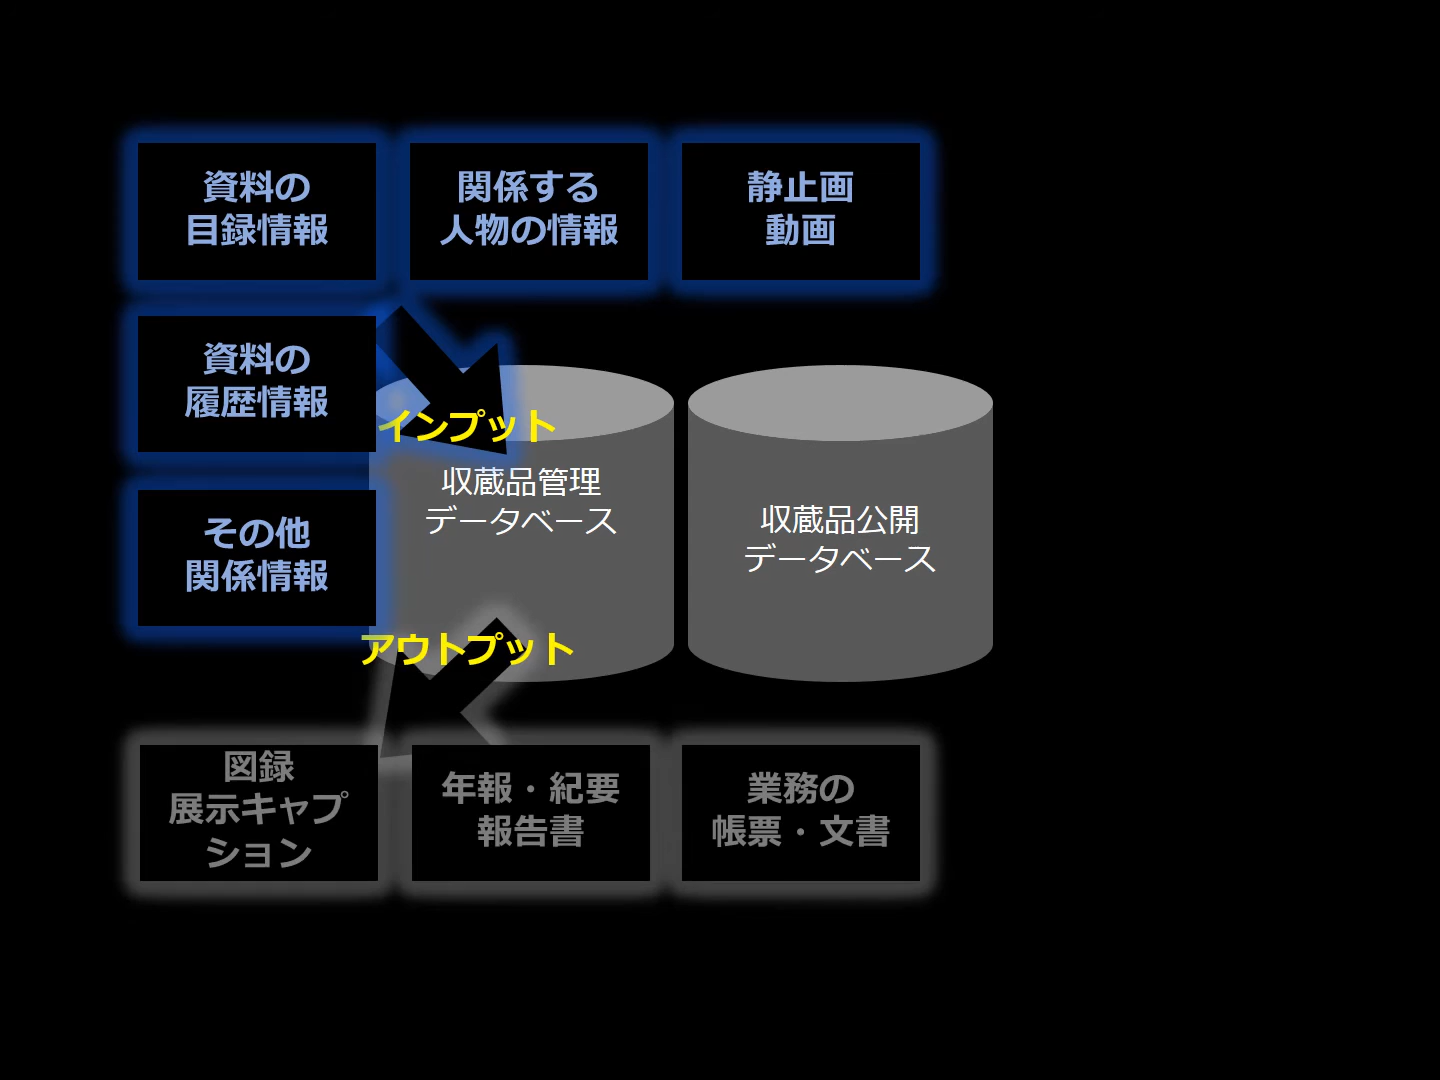 資料の
目録情報
関係する
人物の情報
静止画
動画
資料の
履歴情報
インプット
収蔵品管理
データベース
収蔵品公開
データベース
その他
関係情報
アウトプット
図録
展示キャプ
ション
年報・紀要
報告書
業務の
帳票・文書